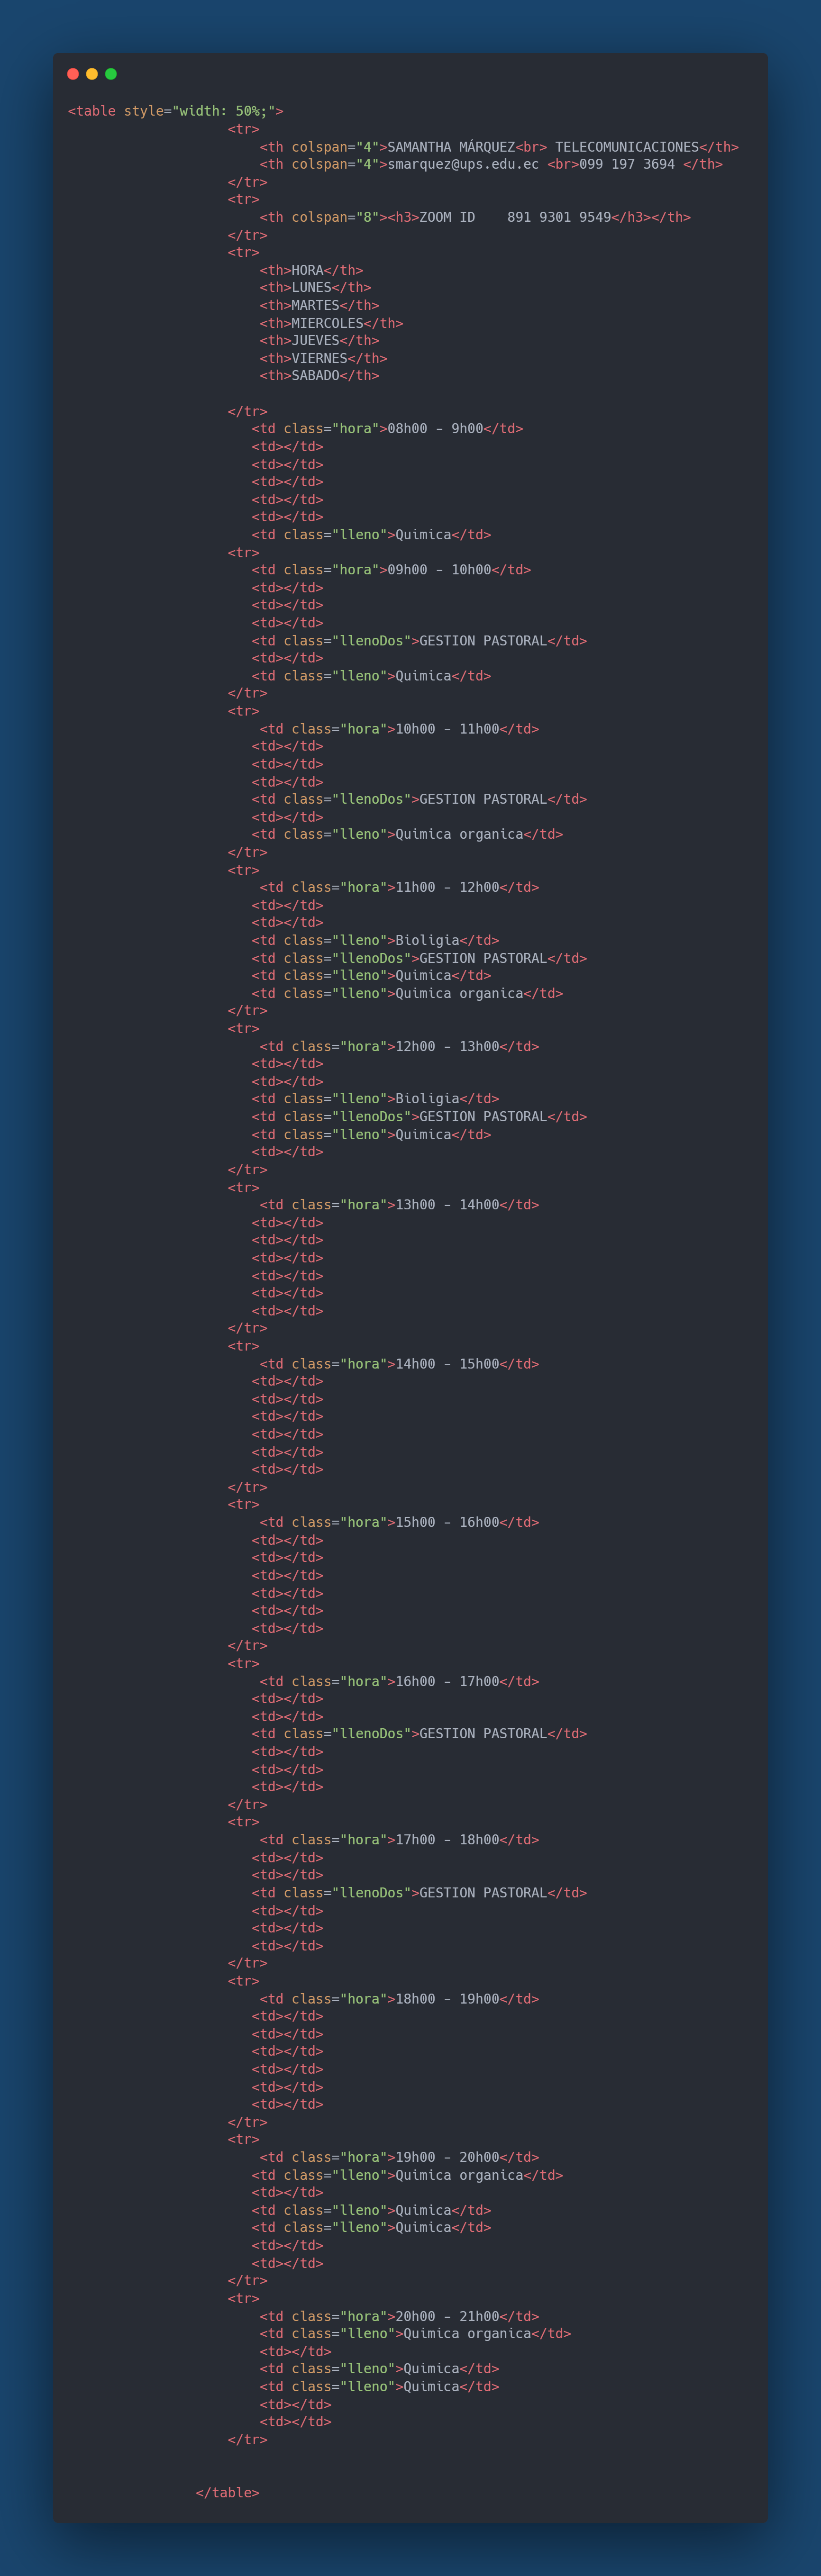 <table style="width: 50%;">
<tr>
<th colspan="4">SAMANTHA MÁRQUEZ<br> TELECOMUNICACIONES</th>
<th colspan="4">smarquez@ups.edu.ec <br>099 197 3694 </th>
</tr>
<tr>
<th colspan="8"><h3>ZOOM ID    891 9301 9549</h3></th>
</tr>
<tr>
<th>HORA</th>
<th>LUNES</th>
<th>MARTES</th>
<th>MIERCOLES</th>
<th>JUEVES</th>
<th>VIERNES</th>
<th>SABADO</th>
</tr>
<td class="hora">08h00 - 9h00</td>
<td></td>
<td></td>
<td></td>
<td></td>
<td></td>
<td class="lleno">Quimica</td>
<tr>
<td class="hora">09h00 - 10h00</td>
<td></td>
<td></td>
<td></td>
<td class="llenoDos">GESTION PASTORAL</td>
<td></td>
<td class="lleno">Quimica</td>
</tr>
<tr>
<td class="hora">10h00 - 11h00</td>
<td></td>
<td></td>
<td></td>
<td class="llenoDos">GESTION PASTORAL</td>
<td></td>
<td class="lleno">Quimica organica</td>
</tr>
<tr>
<td class="hora">11h00 - 12h00</td>
<td></td>
<td></td>
<td class="lleno">Bioligia</td>
<td class="llenoDos">GESTION PASTORAL</td>
<td class="lleno">Quimica</td>
<td class="lleno">Quimica organica</td>
</tr>
<tr>
<td class="hora">12h00 - 13h00</td>
<td></td>
<td></td>
<td class="lleno">Bioligia</td>
<td class="llenoDos">GESTION PASTORAL</td>
<td class="lleno">Quimica</td>
<td></td>
</tr>
<tr>
<td class="hora">13h00 - 14h00</td>
<td></td>
<td></td>
<td></td>
<td></td>
<td></td>
<td></td>
</tr>
<tr>
<td class="hora">14h00 - 15h00</td>
<td></td>
<td></td>
<td></td>
<td></td>
<td></td>
<td></td>
</tr>
<tr>
<td class="hora">15h00 - 16h00</td>
<td></td>
<td></td>
<td></td>
<td></td>
<td></td>
<td></td>
</tr>
<tr>
<td class="hora">16h00 - 17h00</td>
<td></td>
<td></td>
<td class="llenoDos">GESTION PASTORAL</td>
<td></td>
<td></td>
<td></td>
</tr>
<tr>
<td class="hora">17h00 - 18h00</td>
<td></td>
<td></td>
<td class="llenoDos">GESTION PASTORAL</td>
<td></td>
<td></td>
<td></td>
</tr>
<tr>
<td class="hora">18h00 - 19h00</td>
<td></td>
<td></td>
<td></td>
<td></td>
<td></td>
<td></td>
</tr>
<tr>
<td class="hora">19h00 - 20h00</td>
<td class="lleno">Quimica organica</td>
<td></td>
<td class="lleno">Quimica</td>
<td class="lleno">Quimica</td>
<td></td>
<td></td>
</tr>
<tr>
<td class="hora">20h00 - 21h00</td>
<td class="lleno">Quimica organica</td>
<td></td>
<td class="lleno">Quimica</td>
<td class="lleno">Quimica</td>
<td></td>
<td></td>
</tr>
</table>